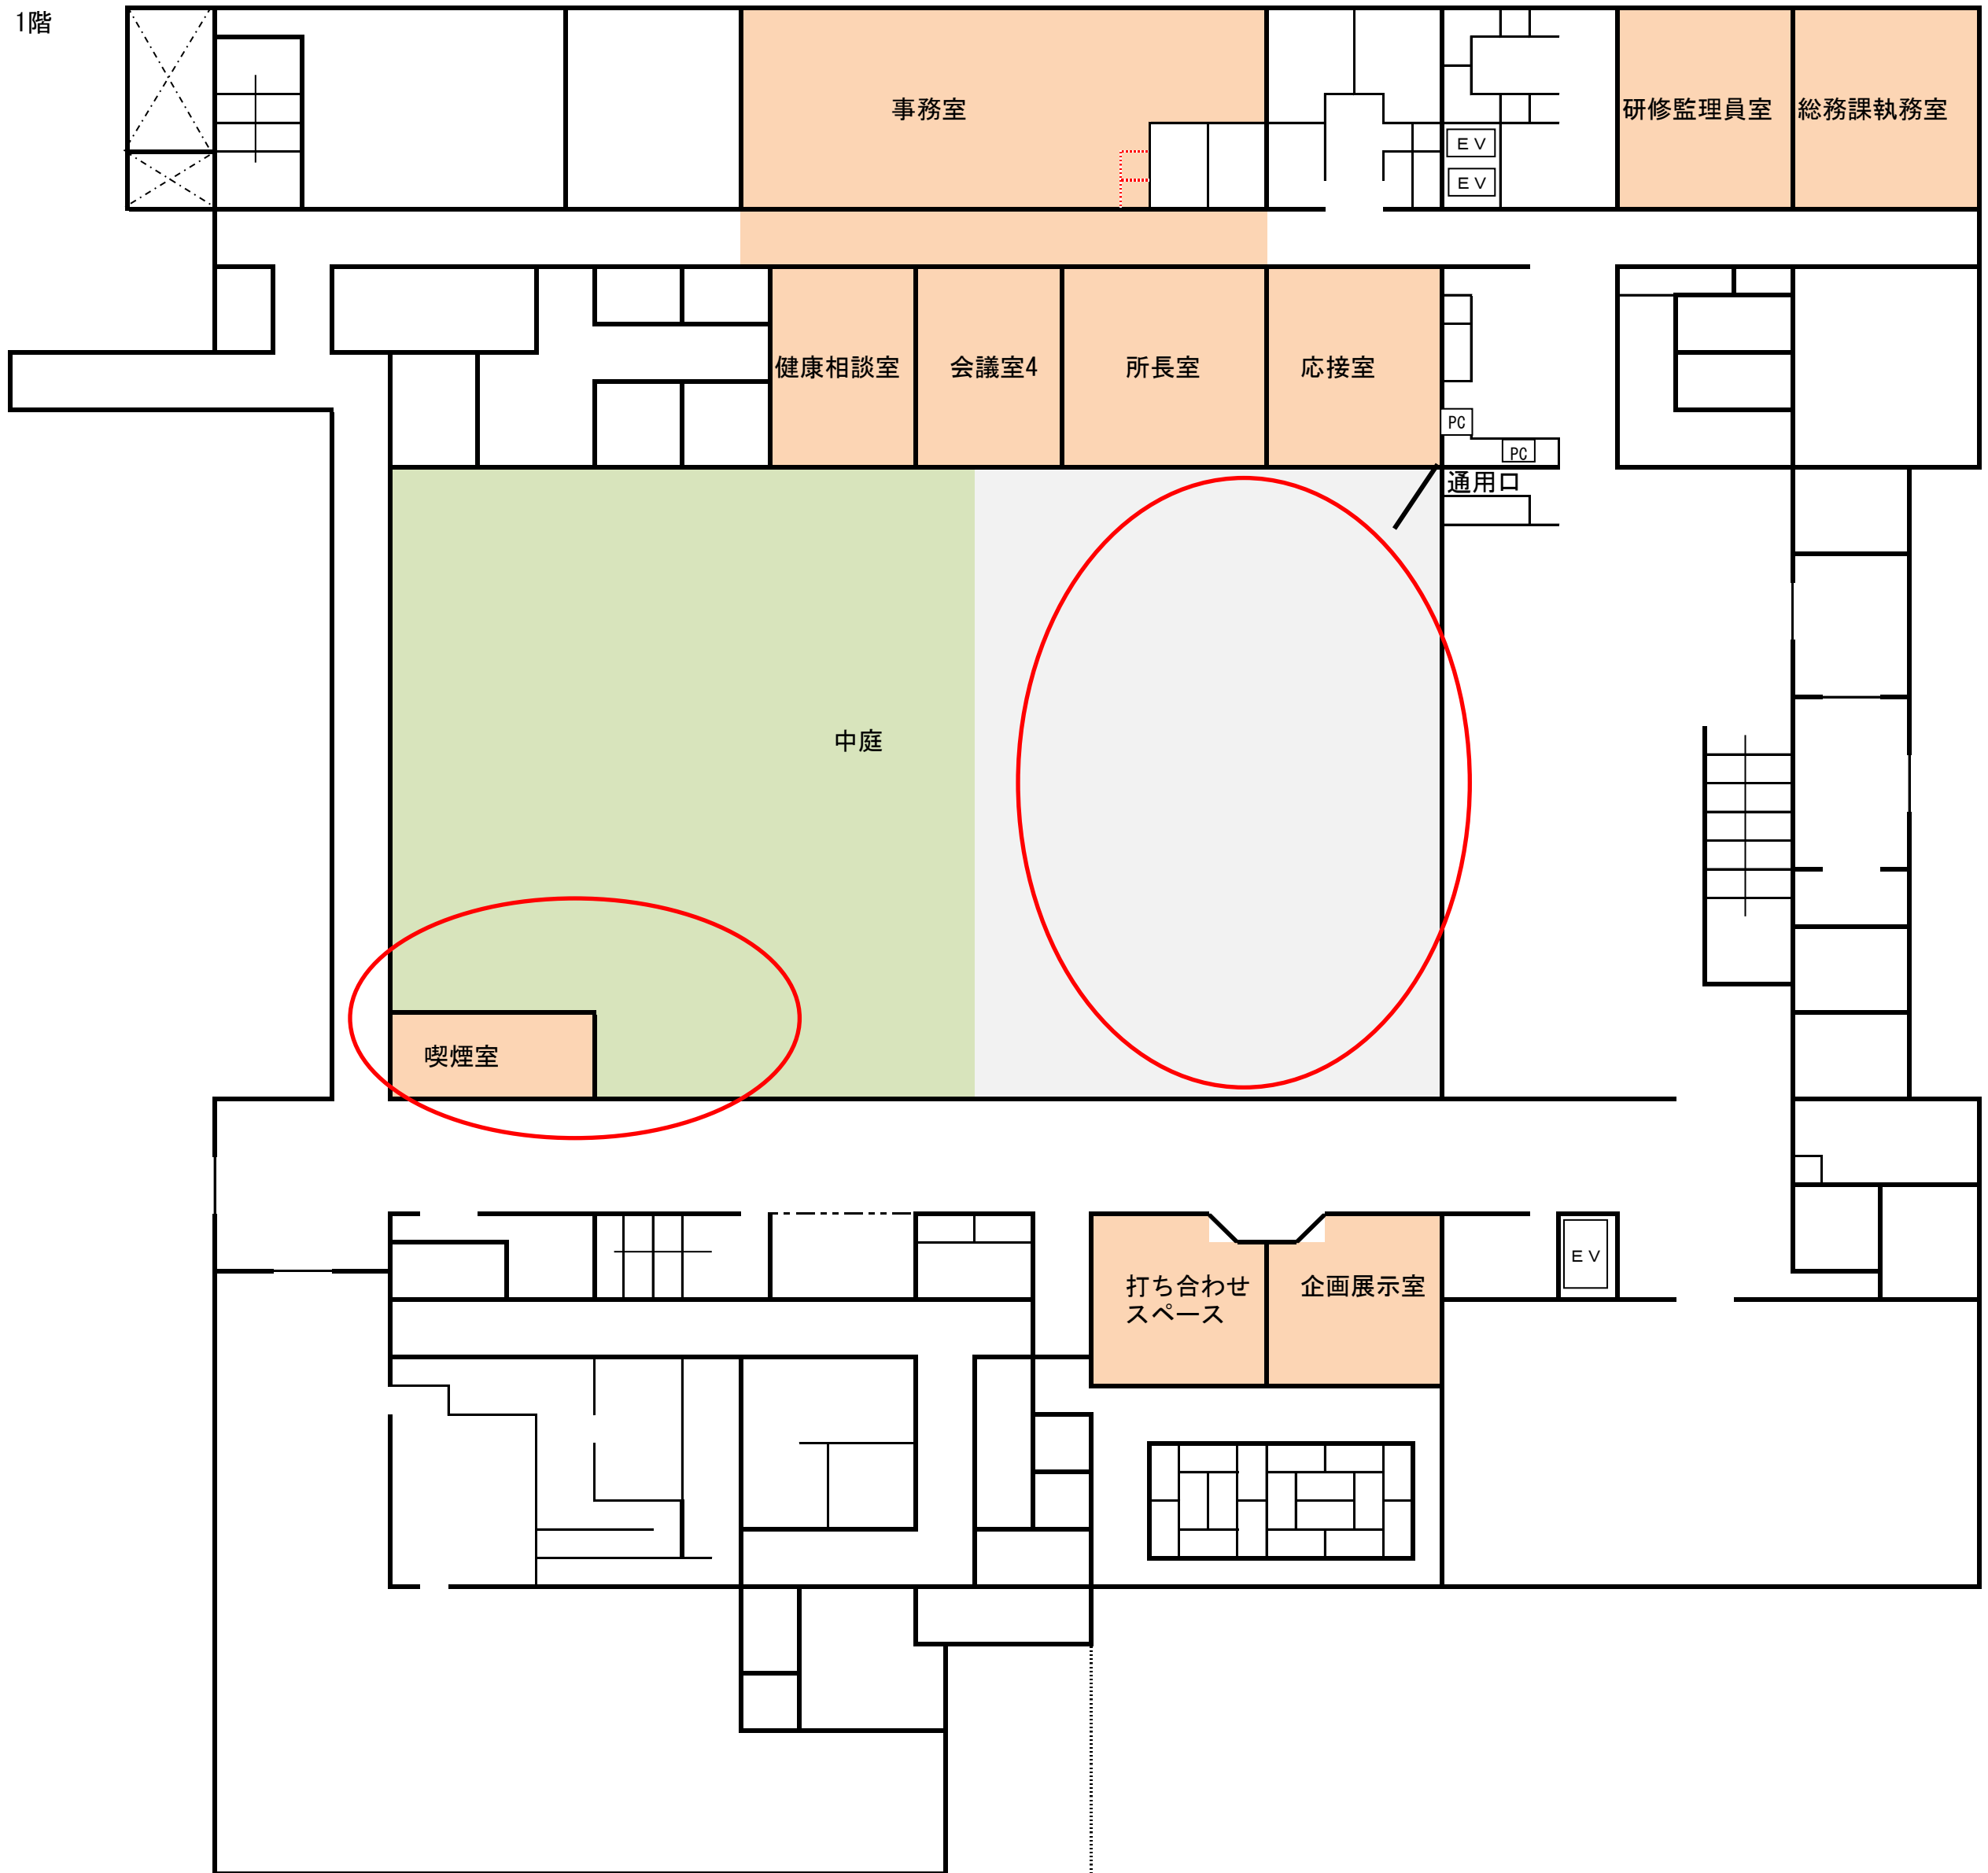 1階
事務室
研修監理員室
総務課執務室
ＥＶ
ＥＶ
健康相談室
会議室4
所長室
応接室
PC
PC
通用口
中庭
喫煙室
打ち合わせ
スペース
企画展示室
ＥＶ